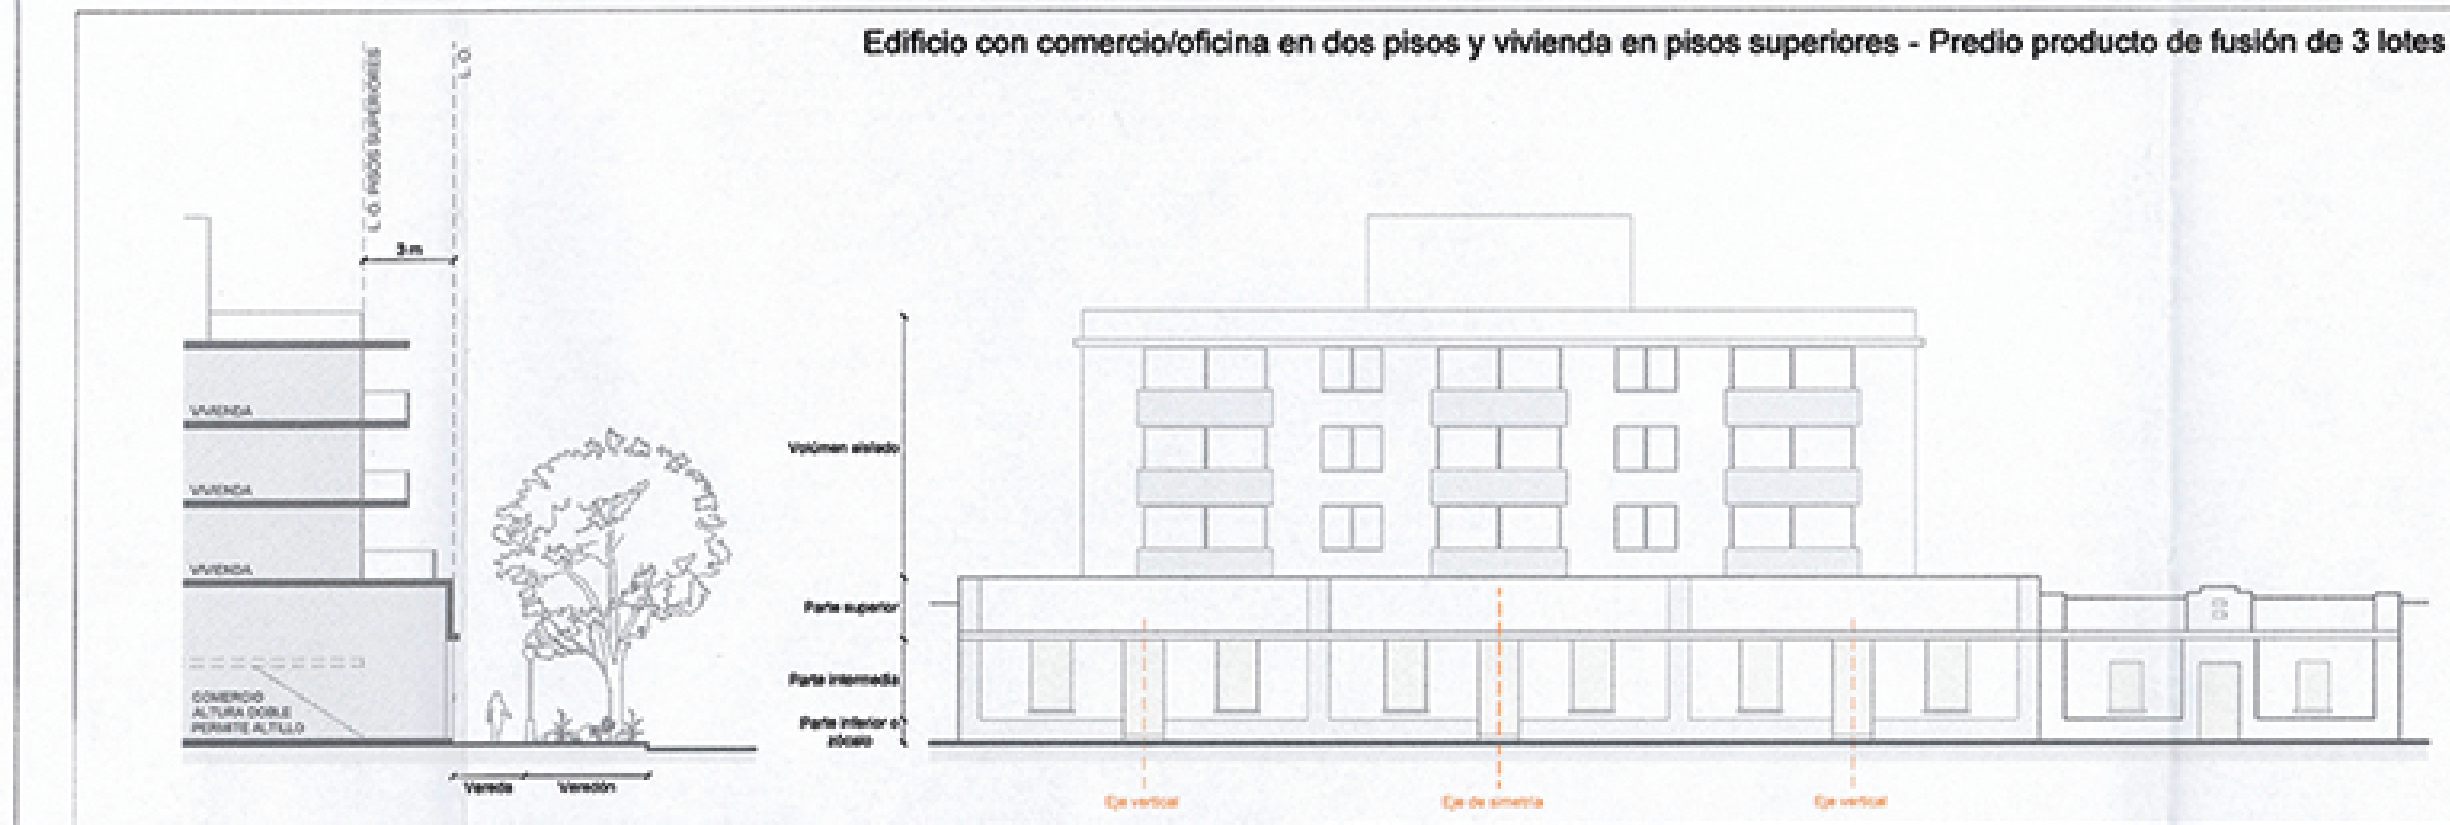 Edificio con comercio/oficina en dos pisos y vivienda en pisos superiores - Predio producto de fusión de 3 lotes
L. O. PISOS SUPERIORES
L. O.
3 m
VIVIENDA
VIVIENDA
VIVIENDA
COMERCIO
ALTURA DOBLE
PERMITE ALTILLO
Vereda
Veredón
Volúmen aislado
Parte superior
Parte intermedia
Parte inferior o
zócalo
Eje vertical
Eje de simetría
Eje vertical